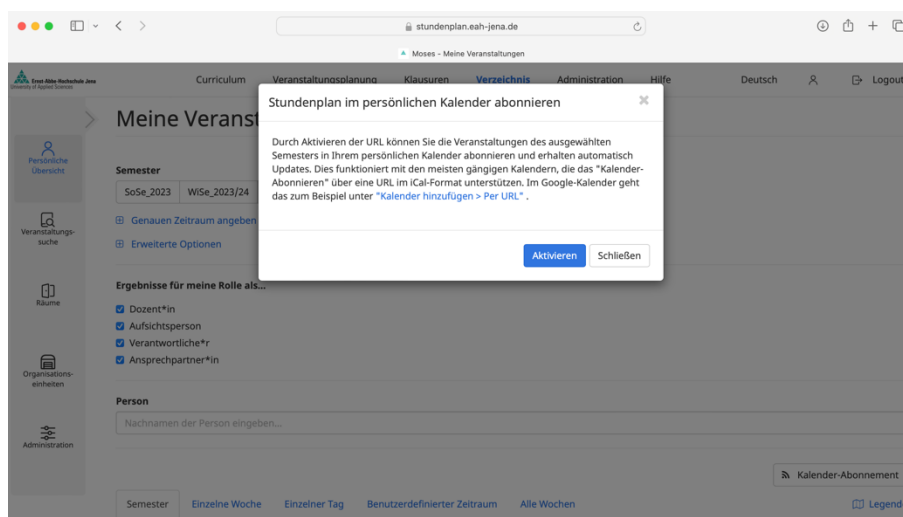 stundenplan.eah-jena.de
Moses – Meine Veranstaltungen
Ernst-Abbe-Hochschule Jena
University of Applied Sciences
Curriculum Veranstaltungsplanung Klausuren Verzeichnis Administration Hilfe Deutsch Logout
Stundenplan im persönlichen Kalender abonnieren
Meine Veranst
Durch Aktivieren der URL können Sie die Veranstaltungen des ausgewählten
Semesters in Ihrem persönlichen Kalender abonnieren und erhalten automatisch
Updates. Dies funktioniert mit den meisten gängigen Kalendern, die das "Kalender-
Abonnieren" über eine URL im iCal-Format unterstützen. Im Google-Kalender geht
das zum Beispiel unter "Kalender hinzufügen > Per URL" .
Aktivieren Schließen
Persönliche
Übersicht
Veranstaltungs-
suche
Räume
Organisations-
einheiten
Administration
Semester
SoSe_2023 WiSe_2023/24
Genauen Zeitraum angeben
Erweiterte Optionen
Ergebnisse für meine Rolle als...
Dozent*in
Aufsichtsperson
Verantwortliche*r
Ansprechpartner*in
Person
Nachnamen der Person eingeben...
Kalender-Abonnement
Semester Einzelne Woche Einzelner Tag Benutzerdefinierter Zeitraum Alle Wochen Legend